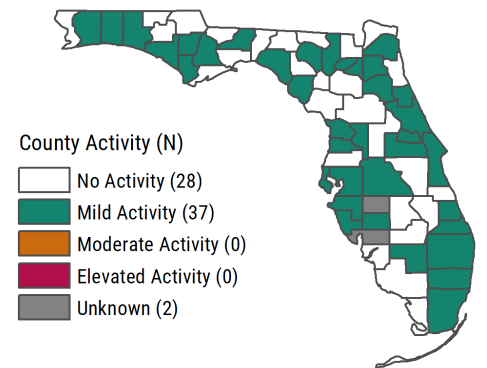 County Activity (N)
No Activity (28)
Mild Activity (37)
Moderate Activity (0)
Elevated Activity (0)
Unknown (2)